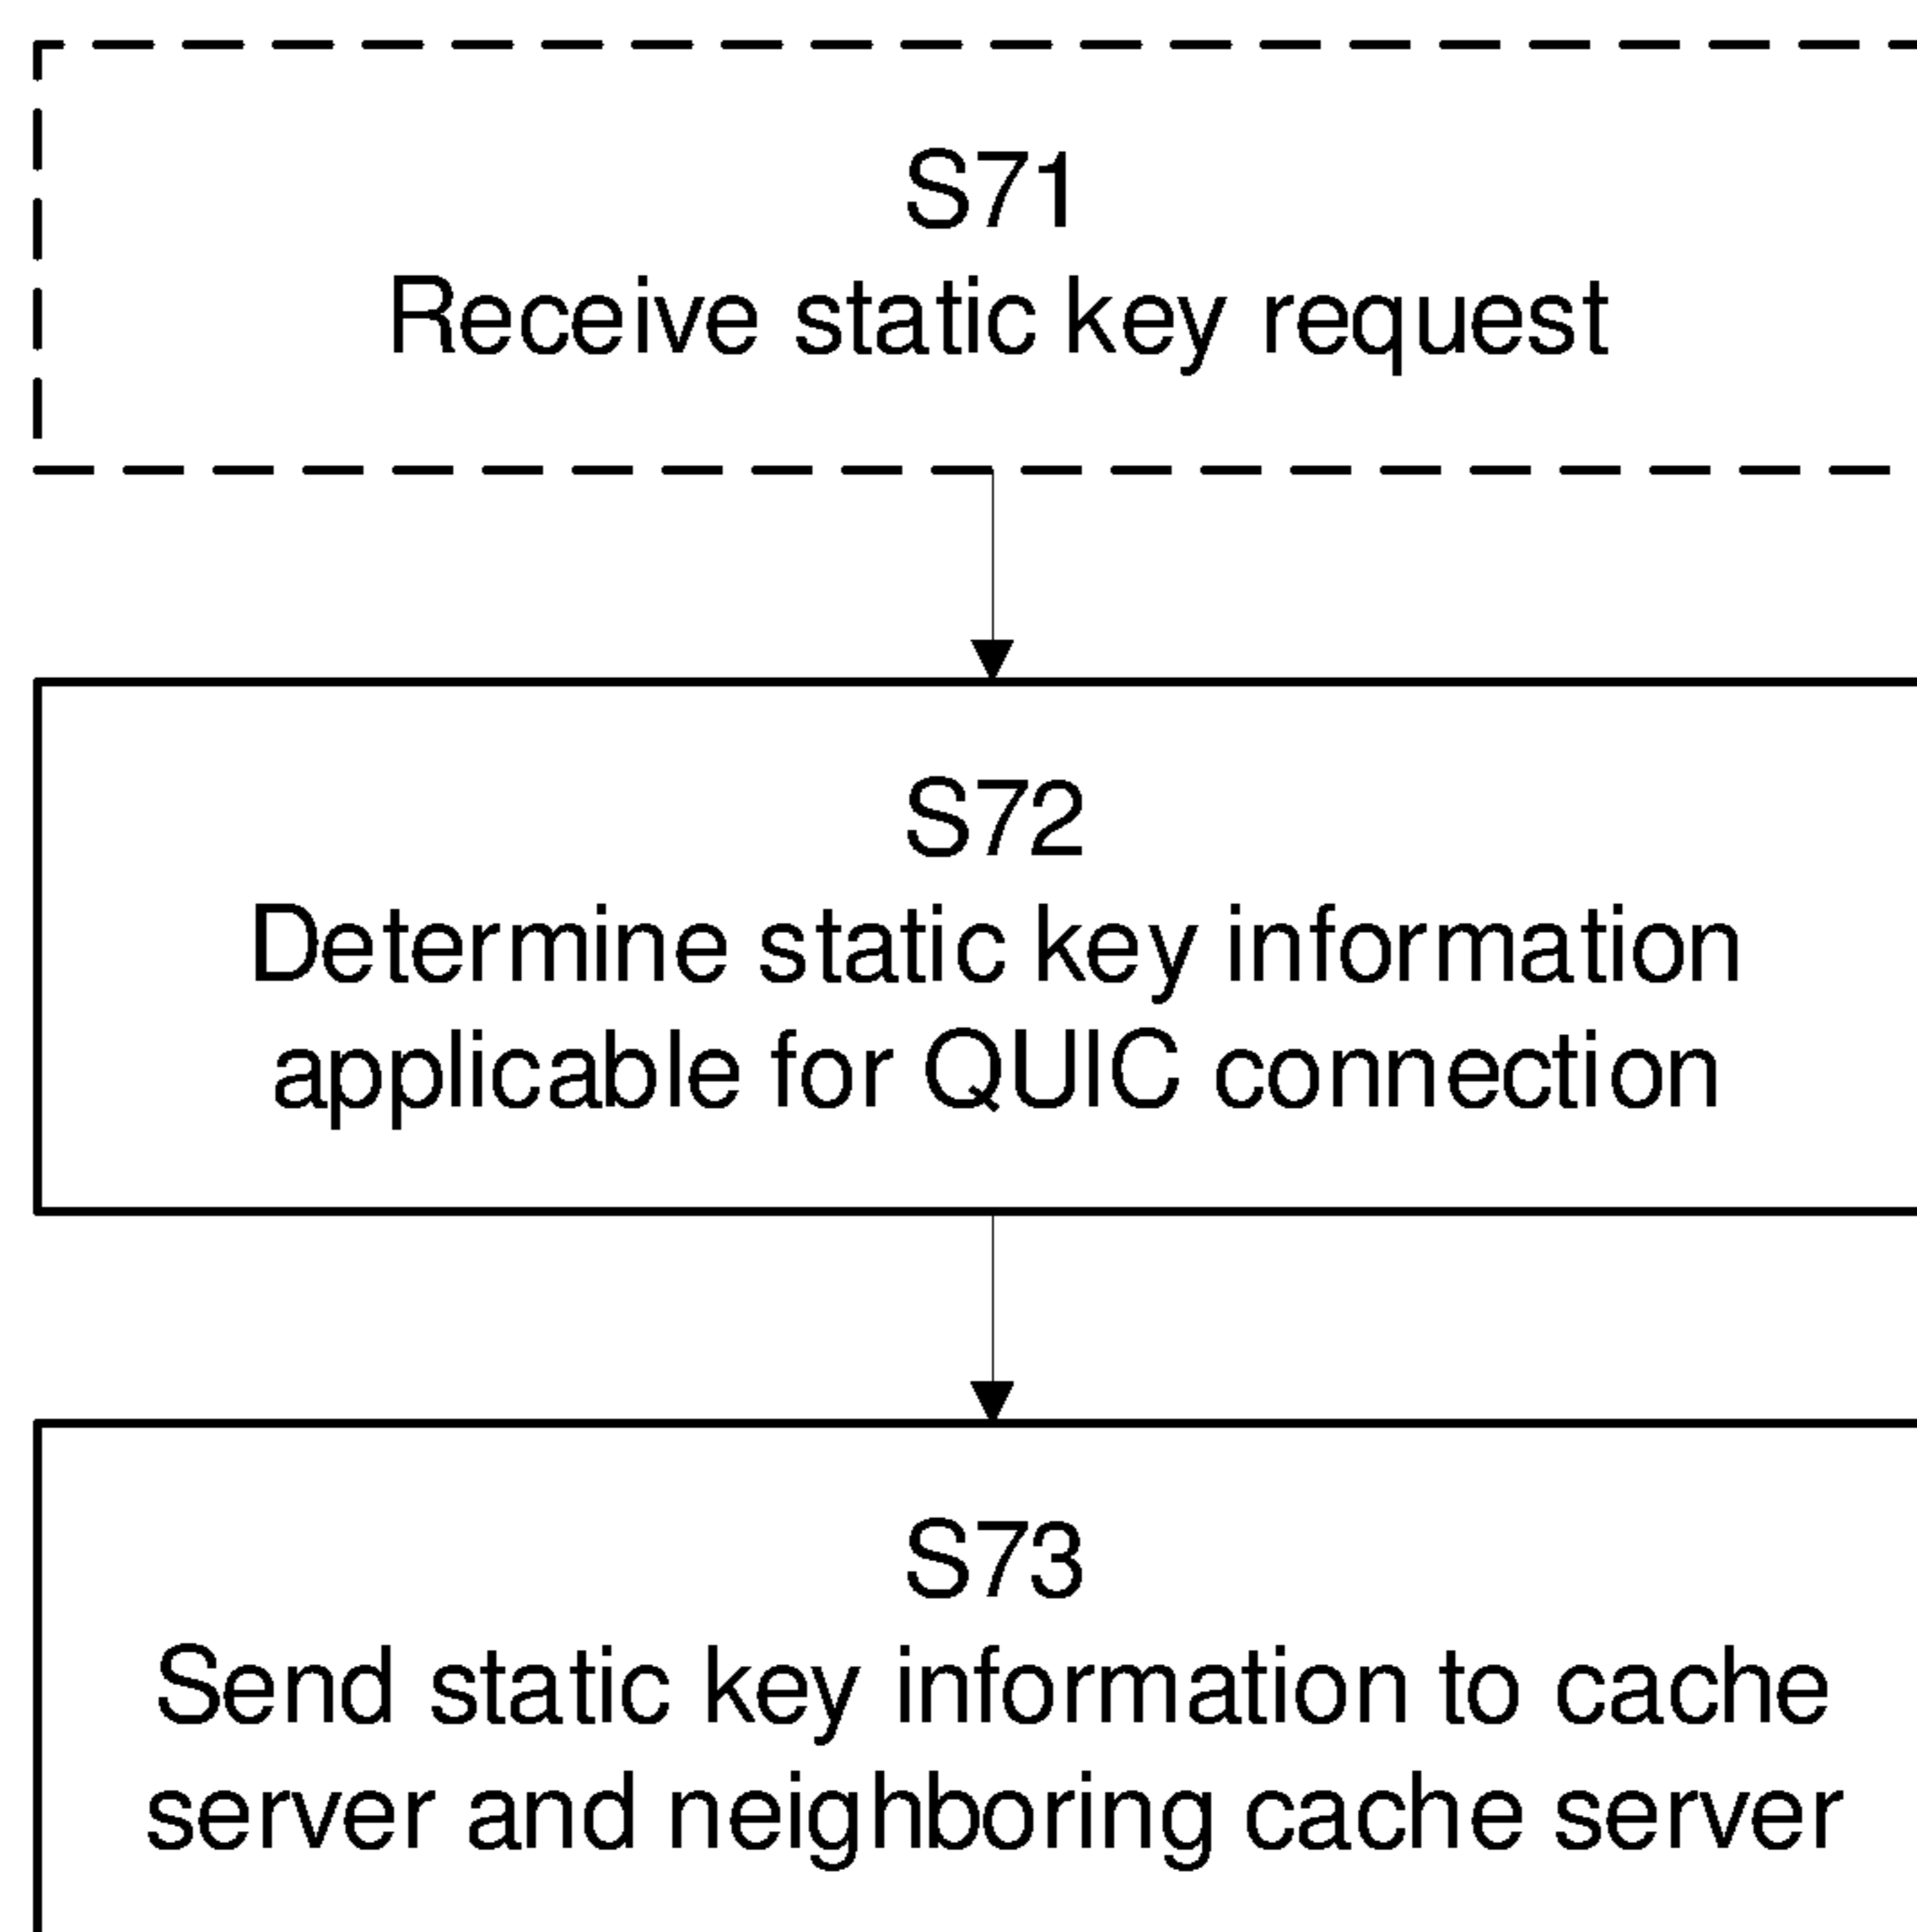 S71
Receive static key request
S72
Determine static key information
applicable for QUIC connection
S73
Send static key information to cache
server and neighboring cache server